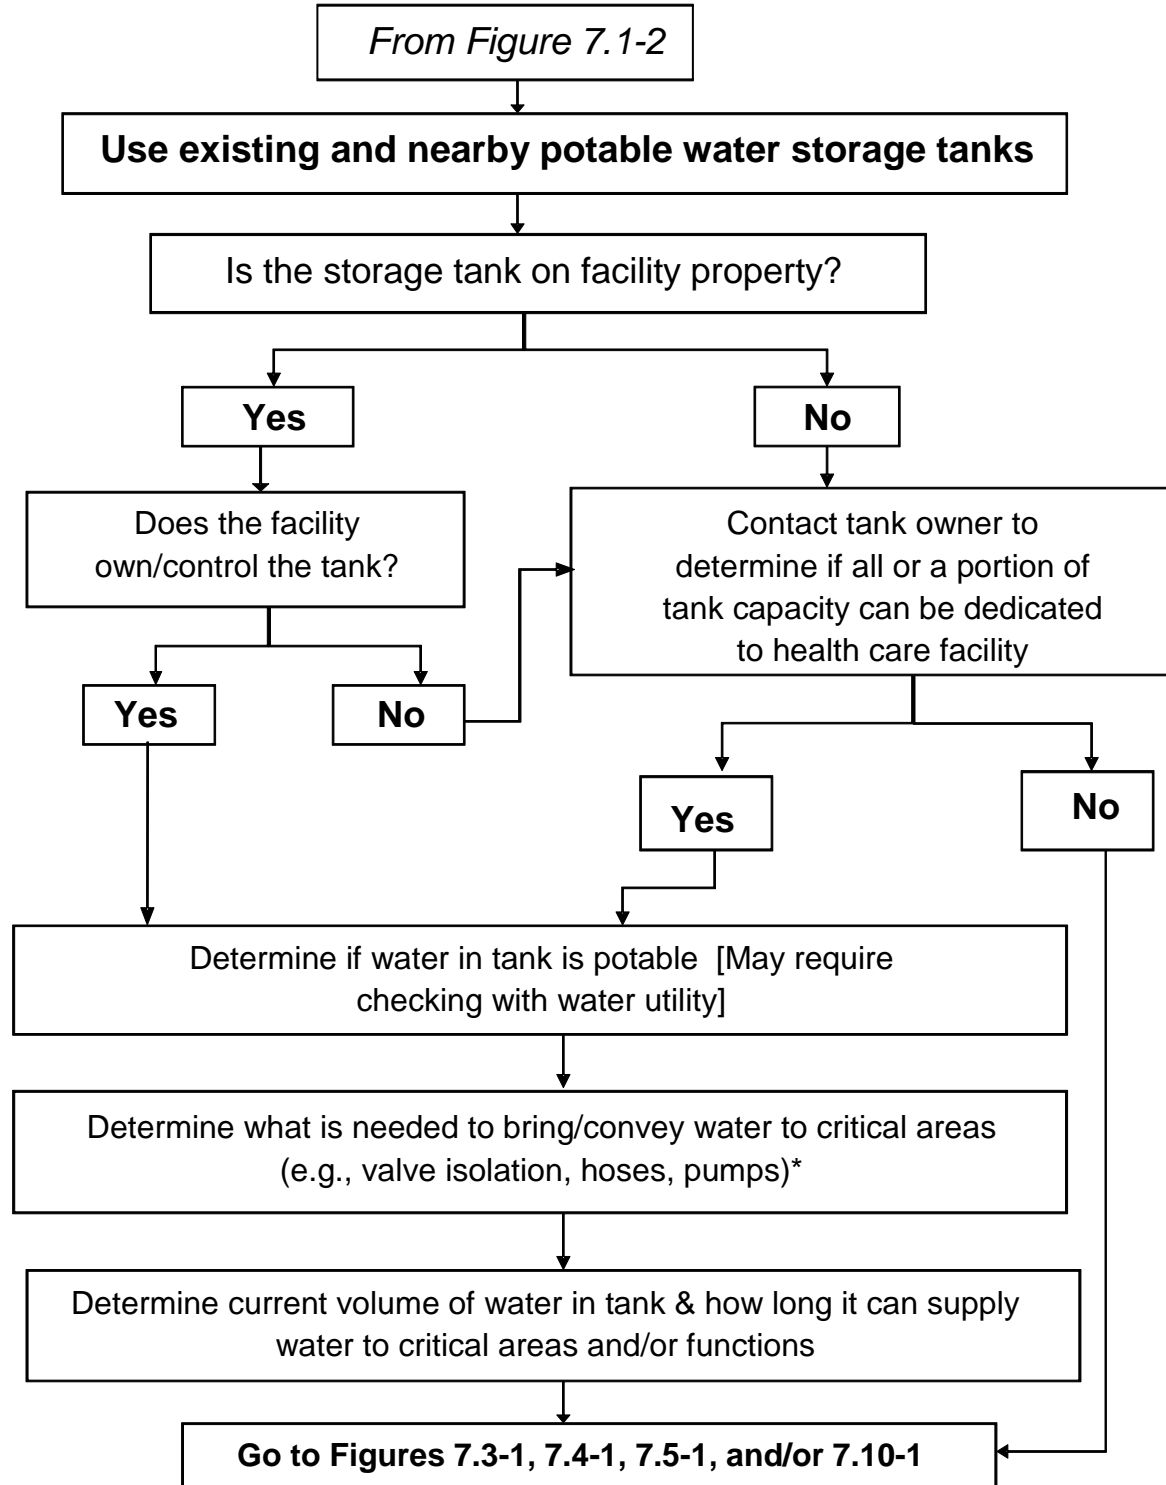 From Figure 7.1-2
Use existing and nearby potable water storage tanks
Is the storage tank on facility property?
Yes
No
Does the facility
own/control the tank?
Contact tank owner to
determine if all or a portion of
tank capacity can be dedicated
to health care facility
Yes
No
Yes
No
Determine if water in tank is potable [May require
checking with water utility]
Determine what is needed to bring/convey water to critical areas
(e.g., valve isolation, hoses, pumps)*
Determine current volume of water in tank & how long it can supply
water to critical areas and/or functions
Go to Figures 7.3-1, 7.4-1, 7.5-1, and/or 7.10-1